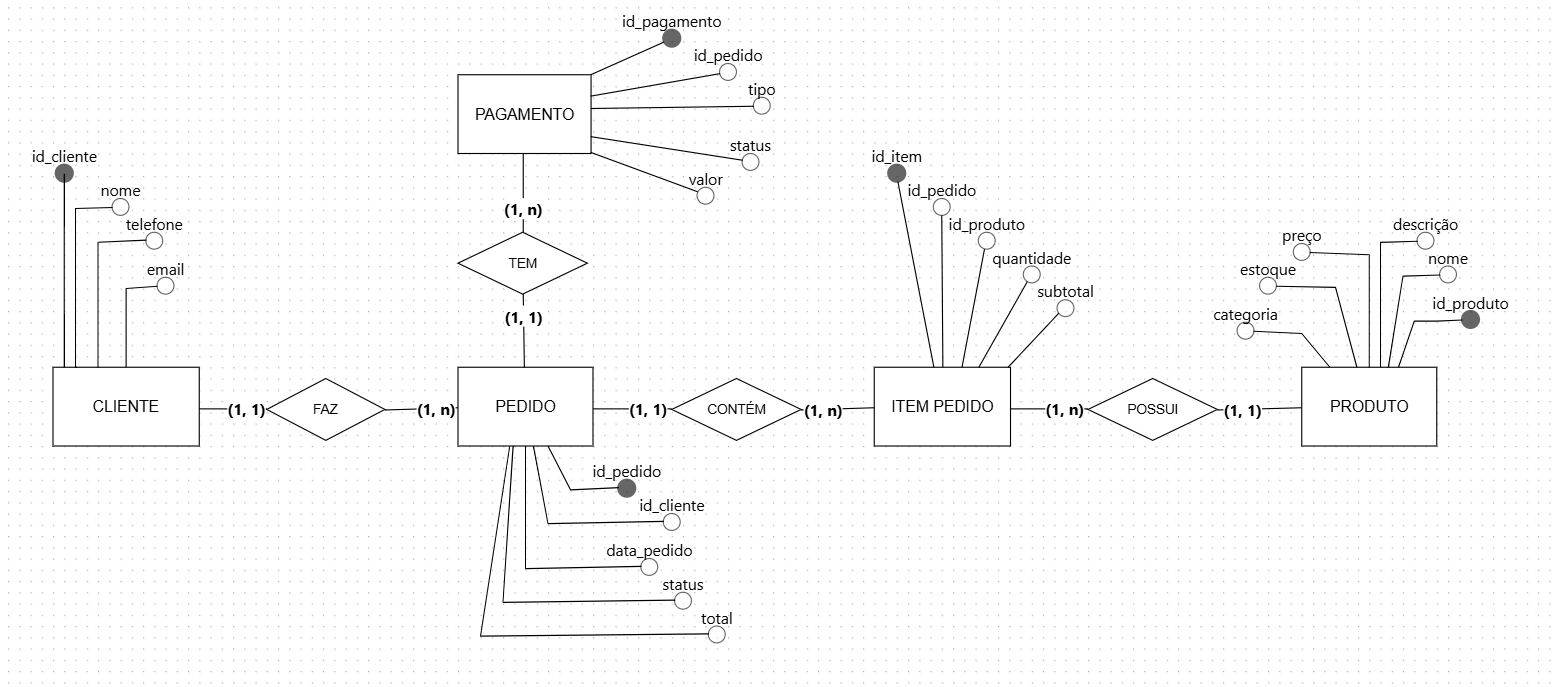 id_pagamento
id_pedido
tipo
PAGAMENTO
status
valor
(1, n)
TEM
(1, 1)
id_cliente
nome
telefone
email
CLIENTE
(1, 1)
FAZ
(1, n)
PEDIDO
(1, 1)
CONTÉM
(1, n)
id_item
id_pedido
id_produto
quantidade
subtotal
ITEM PEDIDO
(1, n)
POSSUI
(1, 1)
descrição
preço
nome
estoque
id_produto
categoria
PRODUTO
id_pedido
id_cliente
data_pedido
status
total